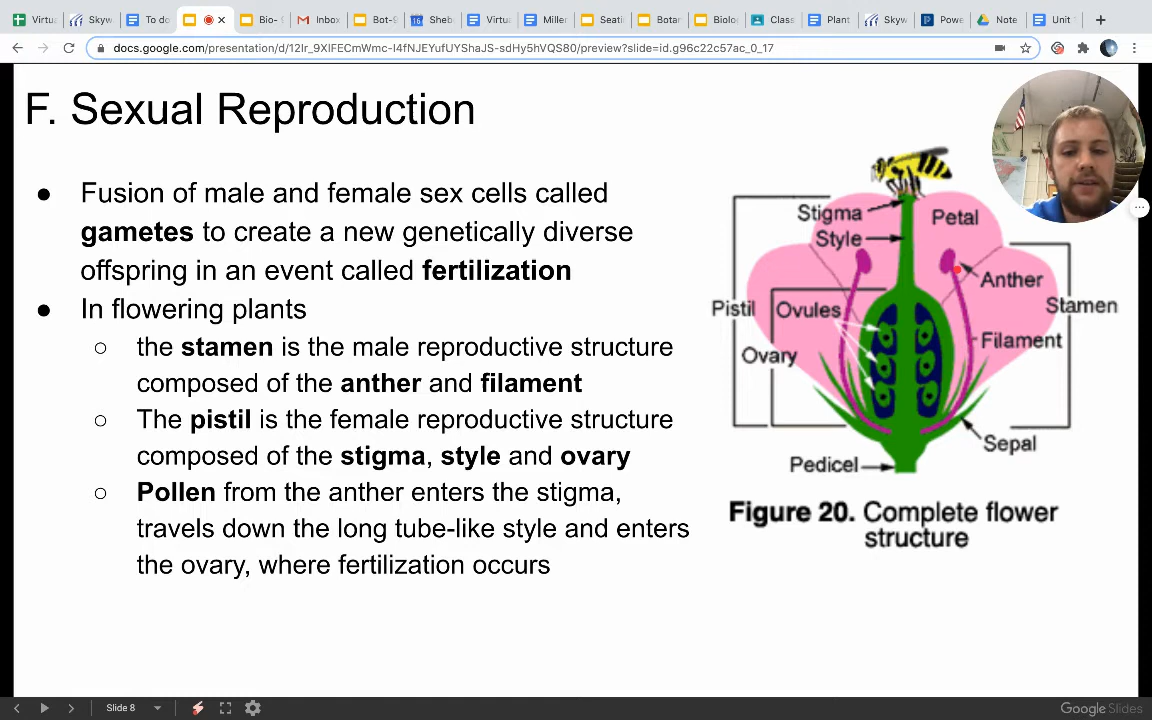 Virtu
Skyw
To do
Bio-
Inbox
Bot-
Sheb
Virtu
Miller
Seati
Botar
Biolo
Class
Plant
Skyw
Powe
Note
Unit
docs.google.com/presentation/d/12Ir_9XIFECmWmc-I4fNJEYufUYShaJS-sdHy5hVQS80/preview?slide=id.g96c22c57ac_0_17
F. Sexual Reproduction
● Fusion of male and female sex cells called
gametes to create a new genetically diverse
offspring in an event called fertilization
● In flowering plants
○ the stamen is the male reproductive structure
composed of the anther and filament
○ The pistil is the female reproductive structure
composed of the stigma, style and ovary
○ Pollen from the anther enters the stigma,
travels down the long tube-like style and enters
the ovary, where fertilization occurs
Stigma
Petal
Style
Anther
Pistil
Ovules
Stamen
Filament
Ovary
Sepal
Pedicel
Figure 20. Complete flower
structure
Slide 8
Google Slides